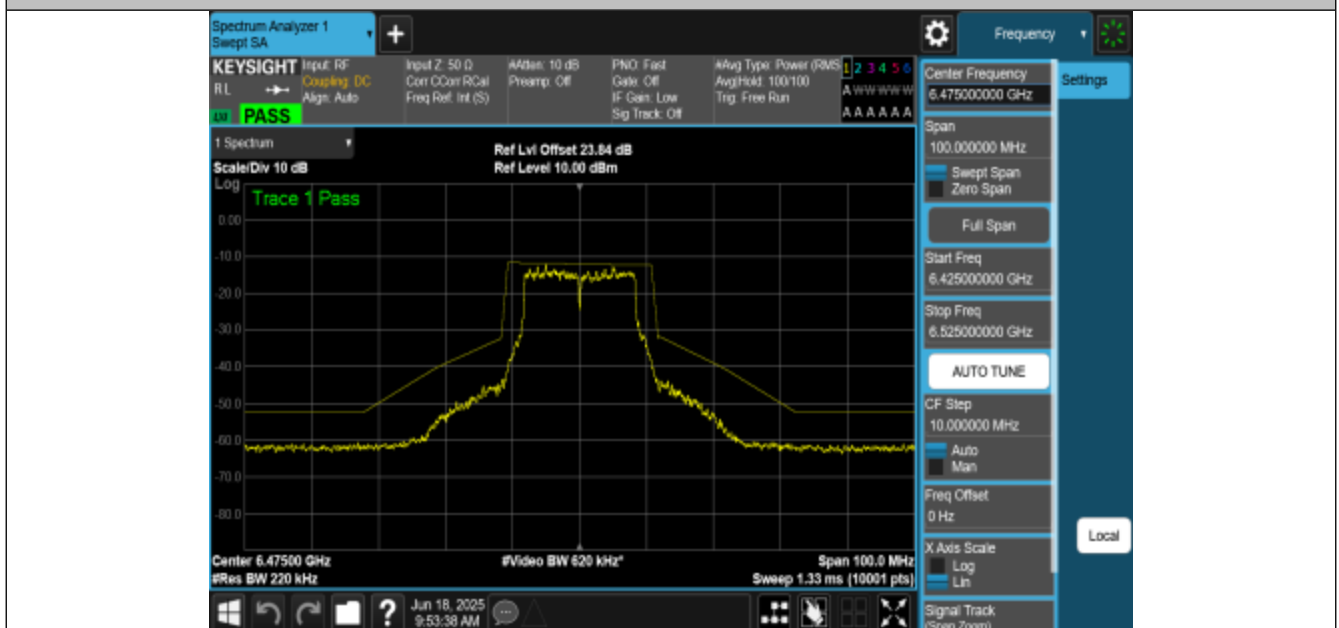 Spectrum Analyzer 1
Swept SA
+
Frequency
KEYSIGHT
RL
PASS
Input: RF
Coupling: DC
Align: Auto
Input Z: 50 Ω
Corr CCorr RCal
Freq Ref: Int (S)
#Atten: 10 dB
Preamp: Off
PNO: Fast
Gate: Off
IF Gain: Low
Sig Track: Off
#Avg Type: Power (RMS
Avg|Hold: 100/100
Trig: Free Run
1 2 3 4 5 6
A W W W W W
A A A A A A
Center Frequency
6.475000000 GHz
Settings
Span
100.000000 MHz
Swept Span
Zero Span
Full Span
Start Freq
6.425000000 GHz
Stop Freq
6.525000000 GHz
AUTO TUNE
CF Step
10.000000 MHz
Auto
Man
Freq Offset
0 Hz
X Axis Scale
Log
Lin
Signal Track
(Span Zoom)
Local
1 Spectrum
Scale/Div 10 dB
Ref Lvl Offset 23.84 dB
Ref Level 10.00 dBm
Log
Trace 1 Pass
0.00
-10.0
-20.0
-30.0
-40.0
-50.0
-60.0
-70.0
-80.0
Center 6.47500 GHz
#Res BW 220 kHz
#Video BW 620 kHz*
Span 100.0 MHz
Sweep 1.33 ms (10001 pts)
?
Jun 18, 2025
9:53:38 AM